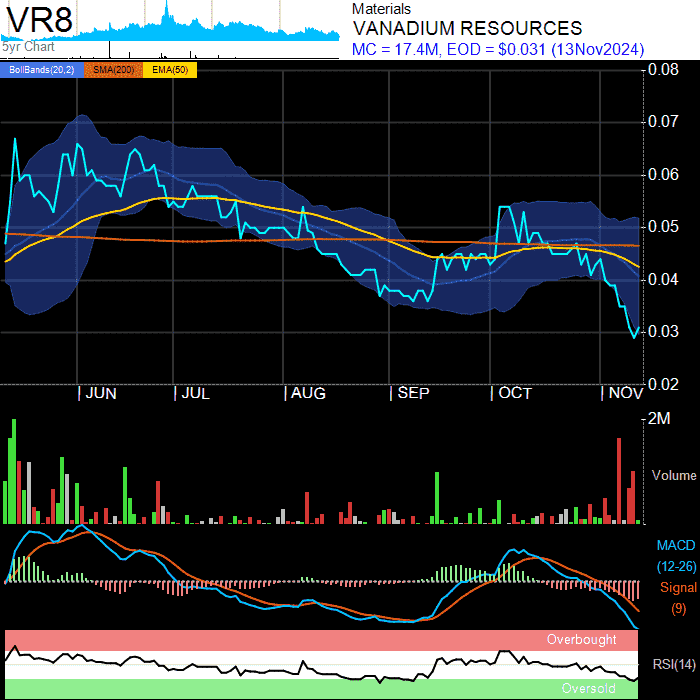 VR8
5yr Chart
Materials
VANADIUM RESOURCES
MC = 17.4M, EOD = $0.031 (13Nov2024)
BollBands(20,2) SMA(200) EMA(50)
0.08
0.07
0.06
0.05
0.04
0.03
0.02
JUN JUL AUG SEP OCT NOV
2M
Volume
MACD
(12-26)
Signal
(9)
Overbought
RSI(14)
Oversold